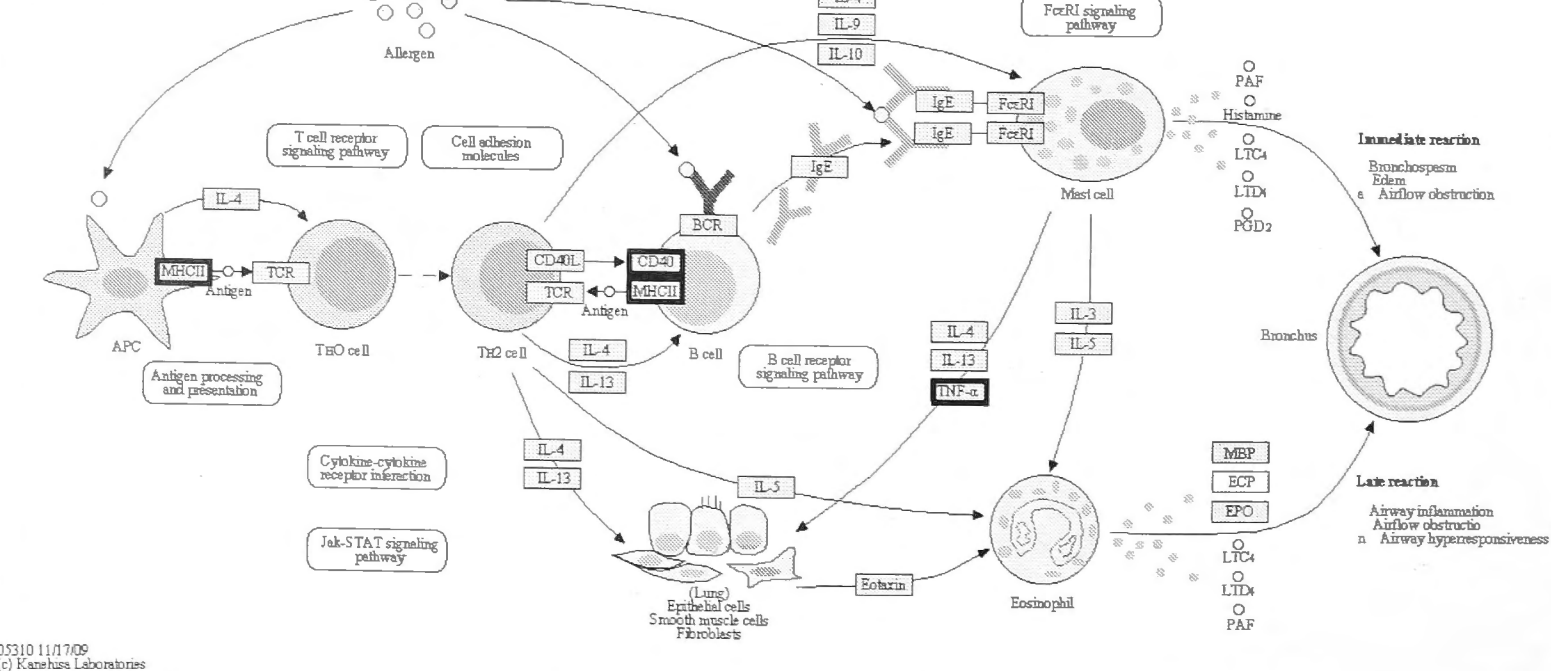 FcεRI signaling
pathway
IL-9
IL-10
Allergen
PAF
IgE
FcεRI
Histamine
IgE
FcεRI
T cell receptor
signaling pathway
Cell adhesion
molecules
Immediate reaction
LTC4
IgE
Bronchospasm
Edem
a Airflow obstruction
LTD4
Mast cell
IL-4
PGD2
BCR
MHCII
TCR
CD40L
CD40
Antigen
TCR
MHCII
Antigen
APC
TH0 cell
TH2 cell
B cell
IL-4
IL-13
IL-3
IL-5
IL-4
IL-13
TNF-α
Bronchus
Antigen processing
and presentation
B cell receptor
signaling pathway
Cytokine-cytokine
receptor interaction
IL-4
IL-13
IL-5
MBP
ECP
EPO
Late reaction
Airway inflammation
Airflow obstructio
n Airway hyperresponsiveness
Jak-STAT signaling
pathway
LTC4
LTD4
PAF
Eotaxin
Eosinophil
(Lung)
Epithelial cells
Smooth muscle cells
Fibroblasts
05310 11/17/09
(c) Kanehisa Laboratories